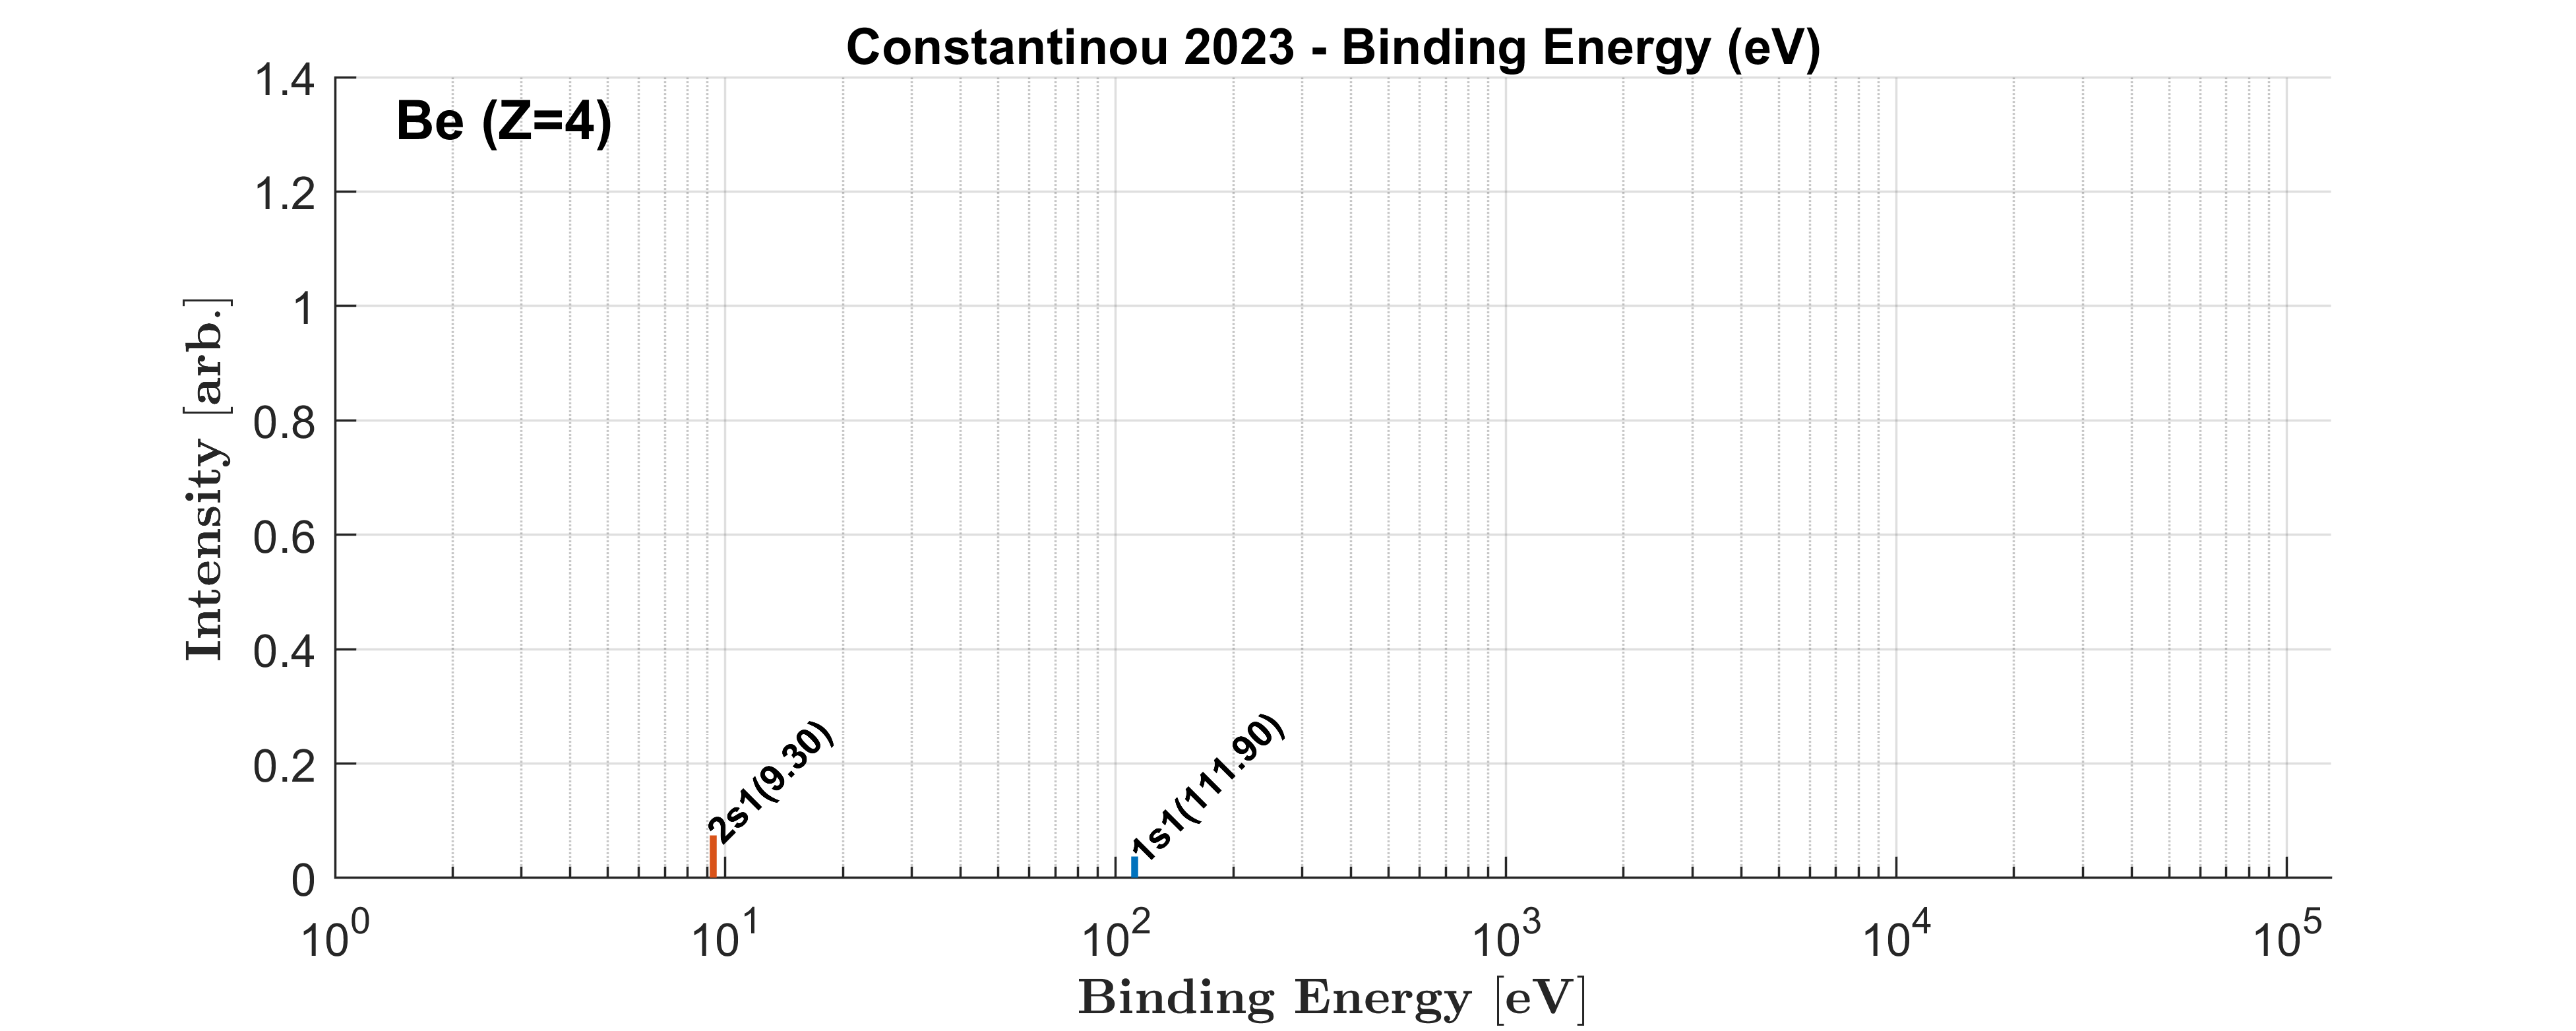 Constantinou 2023 - Binding Energy (eV)
Be (Z=4)
Intensity [arb.]
1.4
1.2
1
0.8
0.6
0.4
0.2
0
2s1(9.30)
1s1(111.90)
10^0 10^1 10^2 10^3 10^4 10^5
Binding Energy [eV]